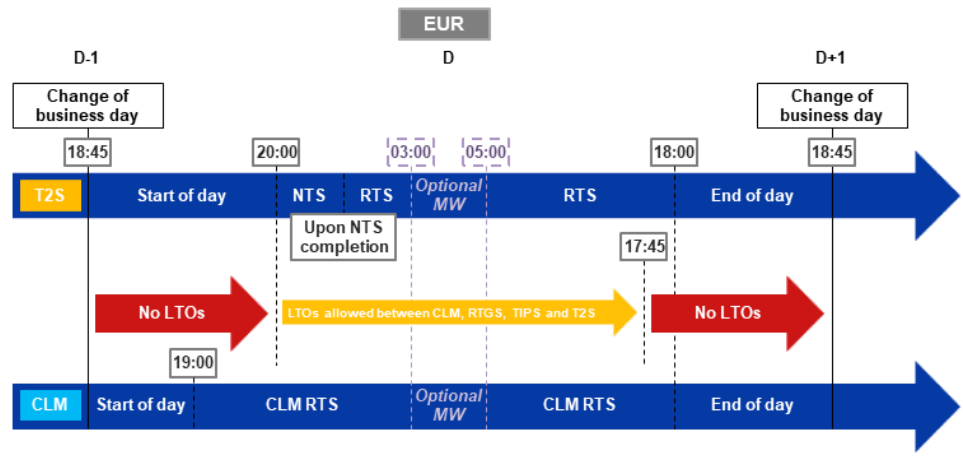 EUR
D-1
D
D+1
Change of
business day
Change of
business day
18:45
20:00
03:00
05:00
18:00
18:45
T2S
Start of day
NTS
RTS
Optional
MW
RTS
End of day
Upon NTS
completion
17:45
No LTOs
LTOs allowed between CLM, RTGS, TIPS and T2S
No LTOs
19:00
CLM
Start of day
CLM RTS
Optional
MW
CLM RTS
End of day